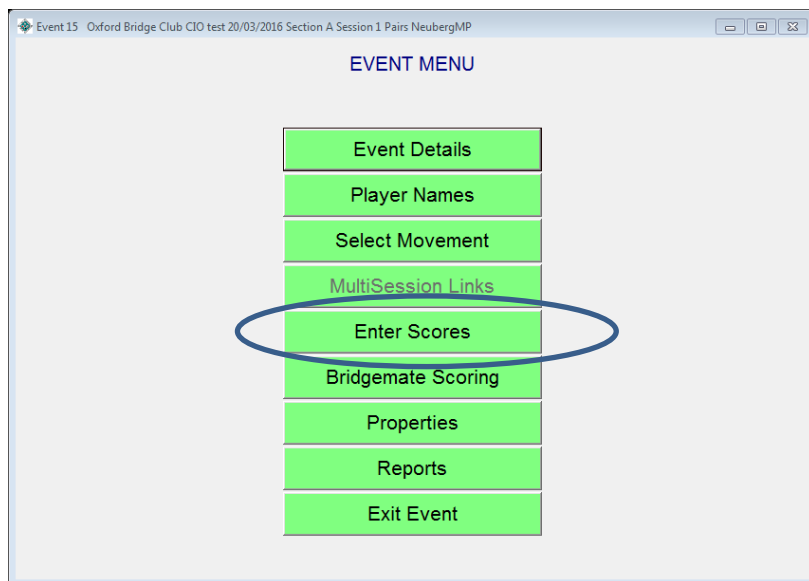 Event 15 Oxford Bridge Club CIO test 20/03/2016 Section A Session 1 Pairs NeubergMP
EVENT MENU
Event Details
Player Names
Select Movement
MultiSession Links
Enter Scores
Bridgemate Scoring
Properties
Reports
Exit Event